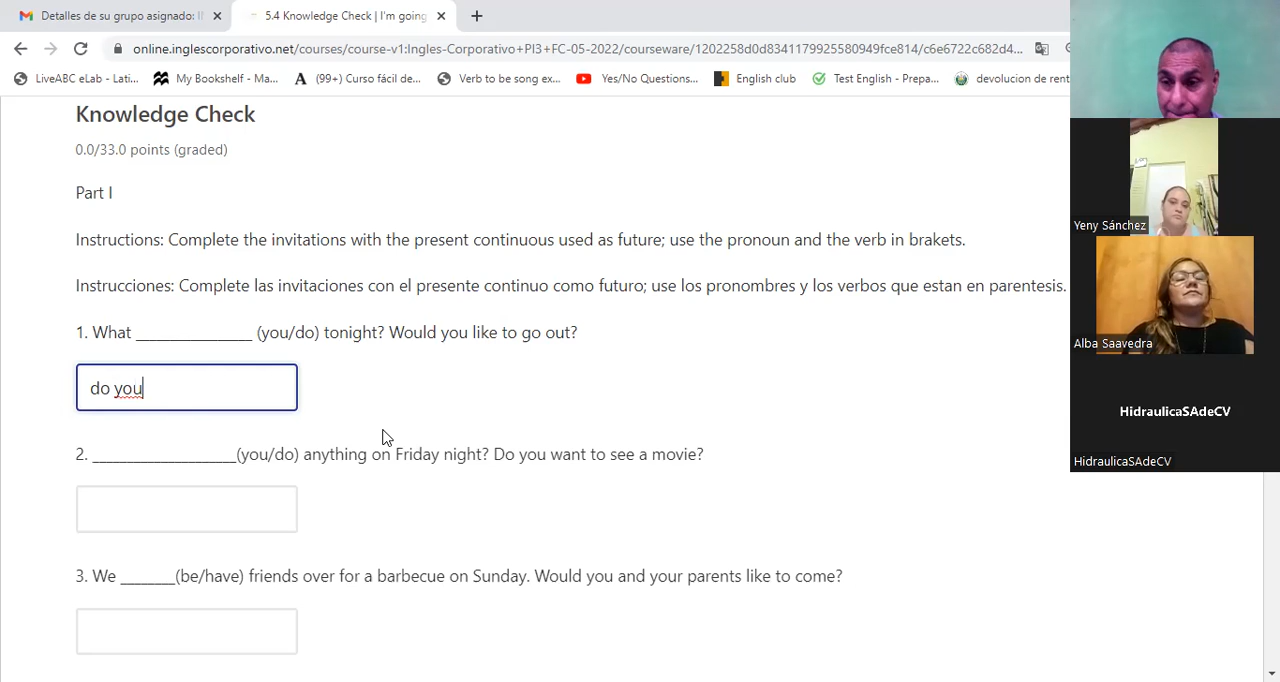 Detalles de su grupo asignado: I
5.4 Knowledge Check | I'm going
online.inglescorporativo.net/courses/course-v1:Ingles-Corporativo+PI3+FC-05-2022/courseware/1202258d0d8341179925580949fce814/c6e6722c682d4...
LiveABC eLab - Lati... My Bookshelf - Ma... (99+) Curso fácil de... Verb to be song ex... Yes/No Questions... English club Test English - Prepa... devolucion de rent
Knowledge Check
0.0/33.0 points (graded)
Part I
Instructions: Complete the invitations with the present continuous used as future; use the pronoun and the verb in brakets.
Instrucciones: Complete las invitaciones con el presente continuo como futuro; use los pronombres y los verbos que estan en parentesis.
1. What ______________ (you/do) tonight? Would you like to go out?
do you
2. _________________(you/do) anything on Friday night? Do you want to see a movie?
3. We _______(be/have) friends over for a barbecue on Sunday. Would you and your parents like to come?
Yeny Sánchez
Alba Saavedra
HidraulicaSAdeCV
HidraulicaSAdeCV